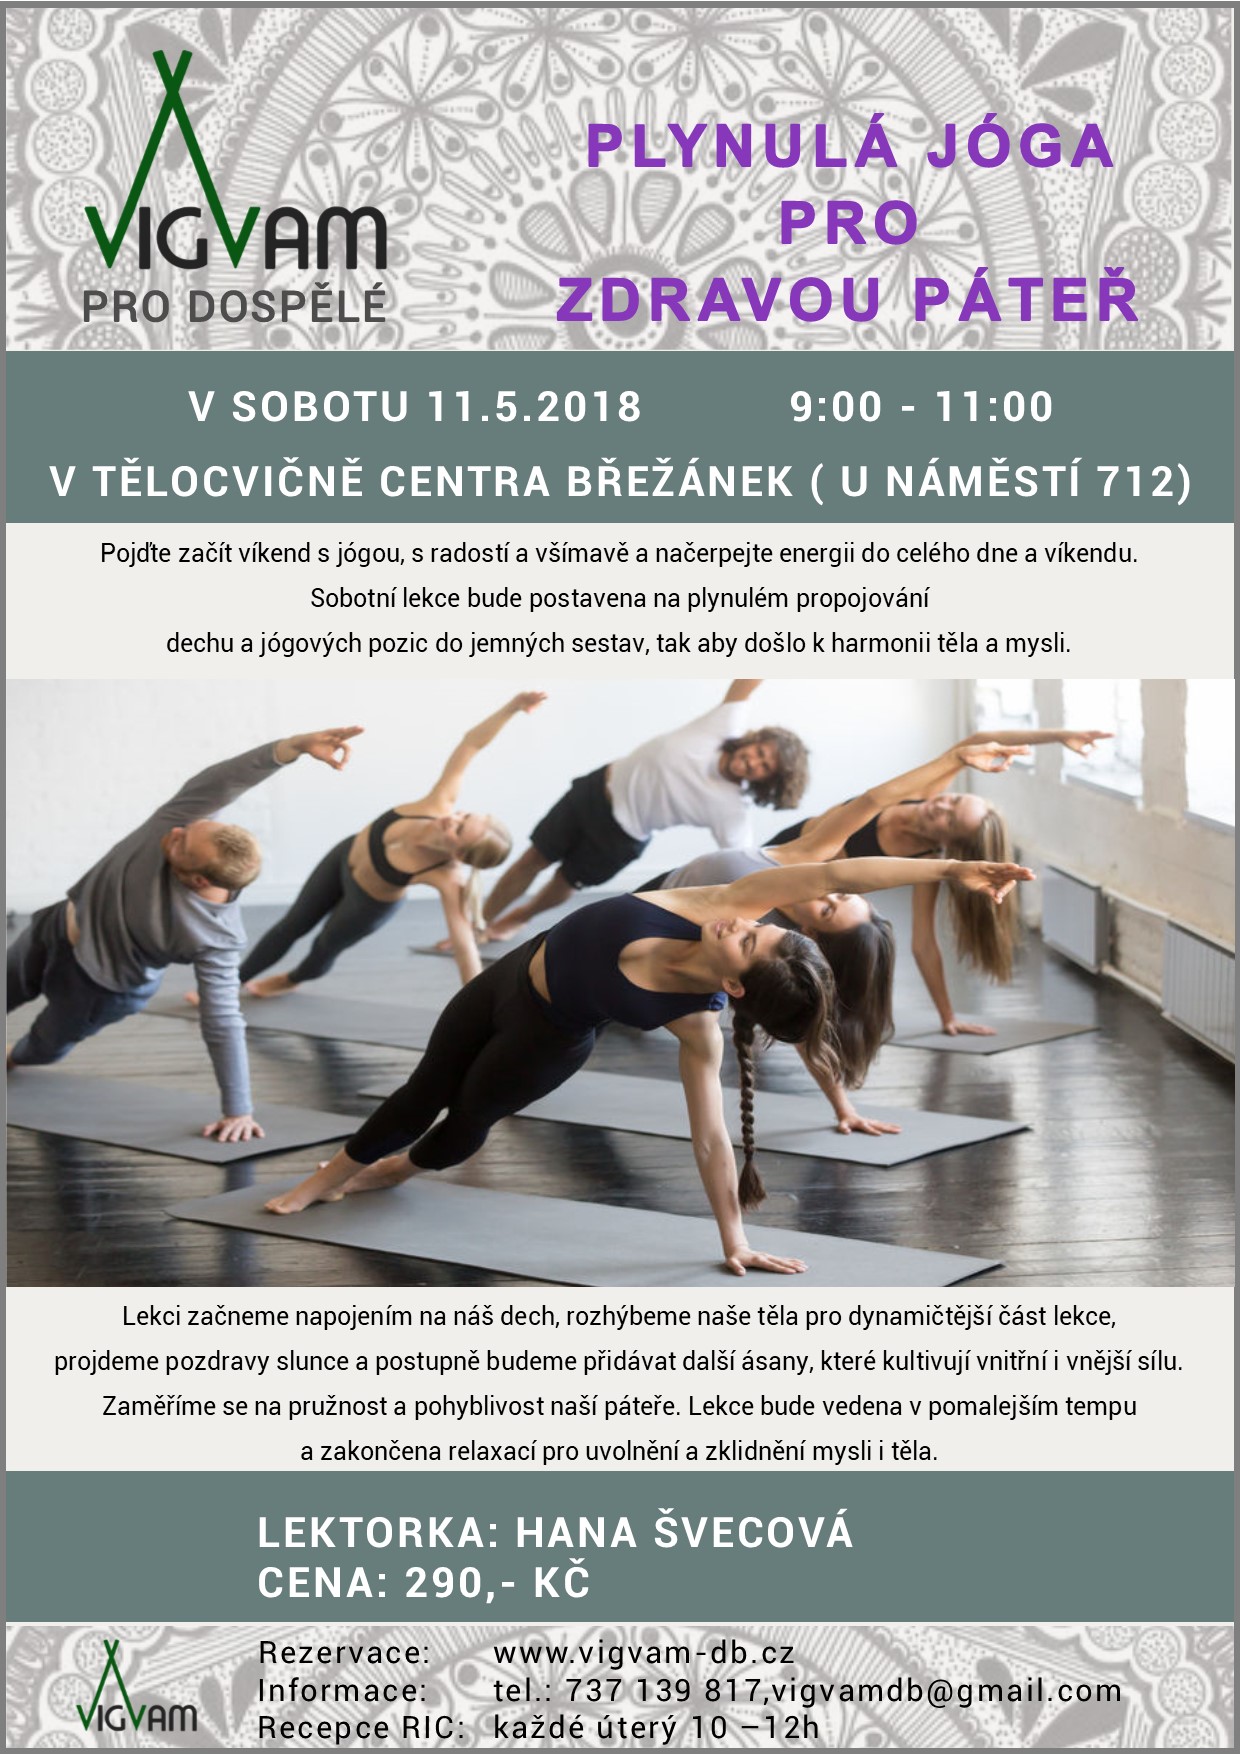 VIGVAM
PRO DOSPĚLÉ
PLYNULÁ JÓGA
PRO
ZDRAVOU PÁTEŘ
V SOBOTU 11.5.2018 9:00 - 11:00
V TĚLOCVIČNĚ CENTRA BŘEŽÁNEK ( U NÁMĚSTÍ 712)
Pojďte začít víkend s jógou, s radostí a všímavě a načerpejte energii do celého dne a víkendu.
Sobotní lekce bude postavena na plynulém propojování
dechu a jógových pozic do jemných sestav, tak aby došlo k harmonii těla a mysli.
Lekci začneme napojením na náš dech, rozhýbeme naše těla pro dynamičtější část lekce,
projdeme pozdravy slunce a postupně budeme přidávat další ásany, které kultivují vnitřní i vnější sílu.
Zaměříme se na pružnost a pohyblivost naší páteře. Lekce bude vedena v pomalejším tempu
a zakončena relaxací pro uvolnění a zklidnění mysli i těla.
LEKTORKA: HANA ŠVECOVÁ
CENA: 290,- KČ
VIGVAM
Rezervace: www.vigvam-db.cz
Informace: tel.: 737 139 817,vigvamdb@gmail.com
Recepce RIC: každé úterý 10 –12h